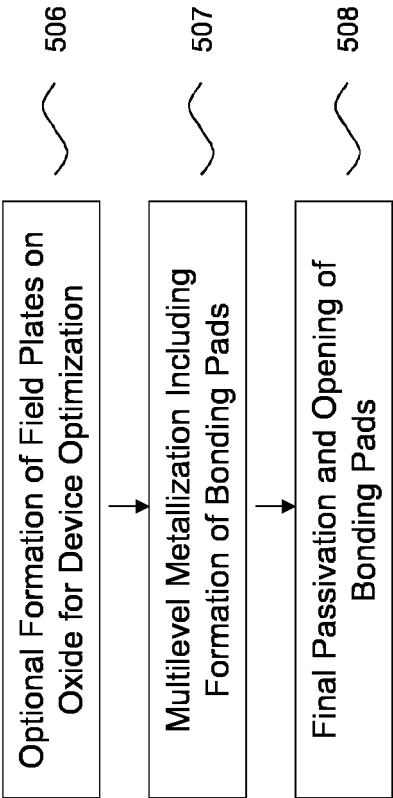 Optional Formation of Field Plates on
Oxide for Device Optimization
506
Multilevel Metallization Including
Formation of Bonding Pads
507
Final Passivation and Opening of
Bonding Pads
508